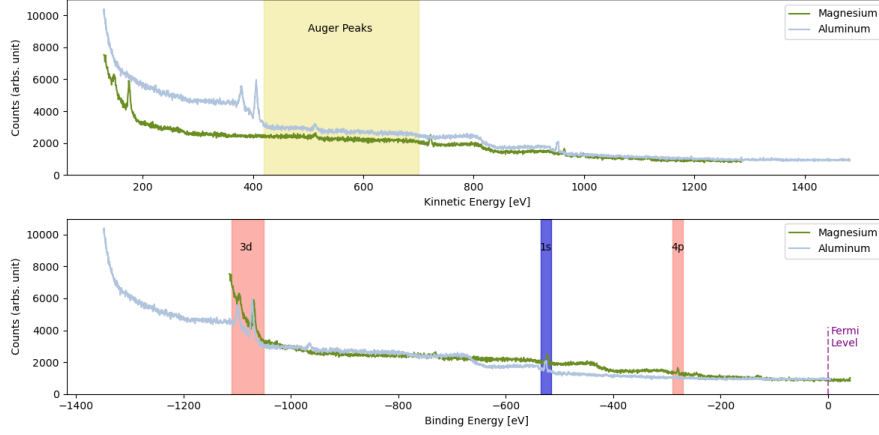 Counts (arbs. unit)
10000
8000
6000
4000
2000
0
Auger Peaks
Magnesium
Aluminum
200
400
600
800
1000
1200
1400
Kinnetic Energy [eV]
Counts (arbs. unit)
10000
8000
6000
4000
2000
0
3d
1s
4p
Magnesium
Aluminum
Fermi
Level
−1400
−1200
−1000
−800
−600
−400
−200
0
Binding Energy [eV]